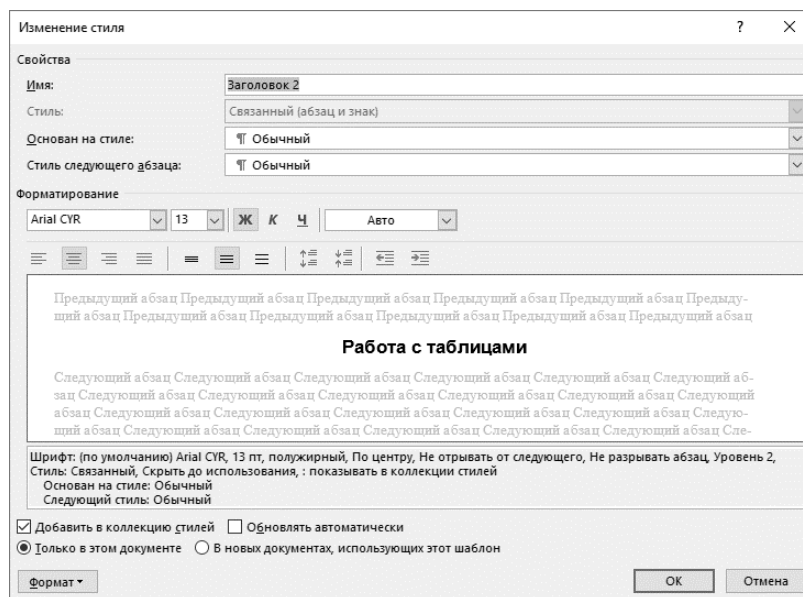 Изменение стиля ? ×
Свойства
Имя: Заголовок 2
Стиль: Связанный (абзац и знак)
Основан на стиле: ¶ Обычный
Стиль следующего абзаца: ¶ Обычный
Форматирование
Arial CYR 13 Ж К Ч Авто
Предыдущий абзац Предыдущий абзац Предыдущий абзац Предыдущий абзац Предыдущий абзац Предыду-
щий абзац Предыдущий абзац Предыдущий абзац Предыдущий абзац Предыдущий абзац Предыдущий абзац
Работа с таблицами
Следующий абзац Следующий абзац Следующий абзац Следующий абзац Следующий абзац Следующий аб-
зац Следующий абзац Следующий абзац Следующий абзац Следующий абзац Следующий абзац Следующий
абзац Следующий абзац Следующий абзац Следующий абзац Следующий абзац Следующий абзац Следую-
щий абзац Следующий абзац Следующий абзац Следующий абзац Следующий абзац Следующий абзац Сле-
Шрифт: (по умолчанию) Arial CYR, 13 пт, полужирный, По центру, Не отрывать от следующего, Не разрывать абзац, Уровень 2,
Стиль: Связанный, Скрыть до использования, : показывать в коллекции стилей
Основан на стиле: Обычный
Следующий стиль: Обычный
Добавить в коллекцию стилей Обновлять автоматически
Только в этом документе В новых документах, использующих этот шаблон
Формат ОК Отмена